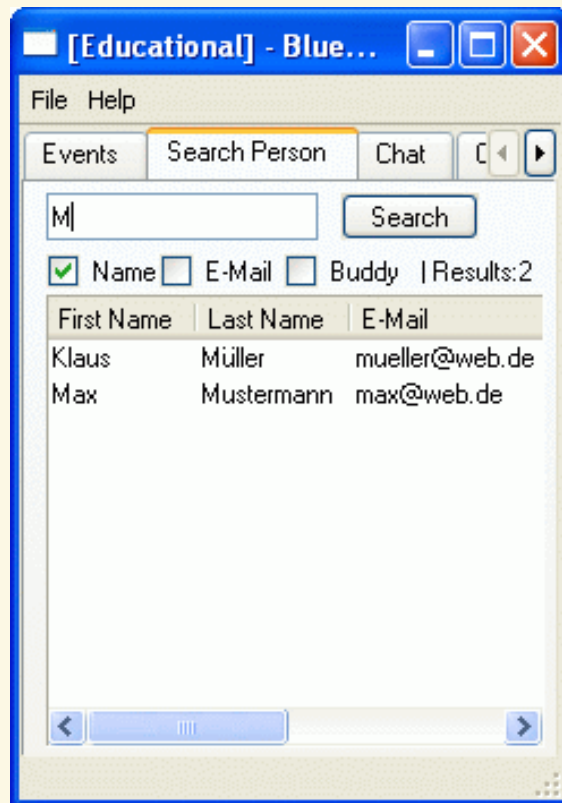 [Educational] - Blue...
File Help
Events Search Person Chat
M Search
Name E-Mail Buddy | Results:2
First Name Last Name E-Mail
Klaus Müller mueller@web.de
Max Mustermann max@web.de